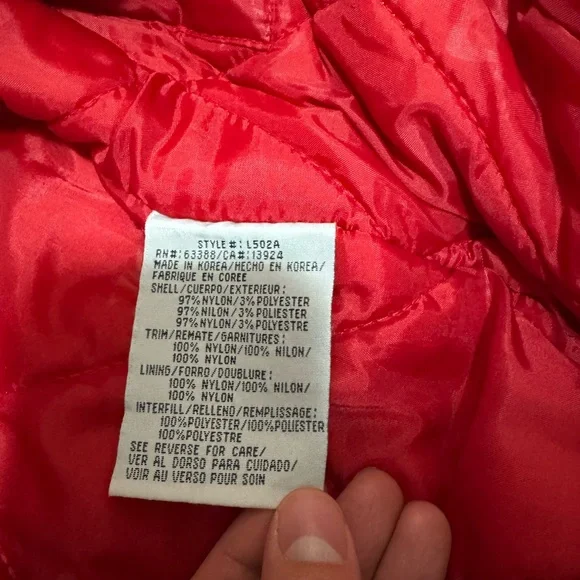 STYLE #: L502A
RN#: 63388/CA#:13924
MADE IN KOREA/HECHO EN KOREA/
FABRIQUE EN COREE
SHELL/CUERPO/EXTERIEUR:
97% NYLON/3% POLYESTER
97% NILON/3% POLYESTER
97% NYLON/3% POLYESTRE
TRIM/REMATE/GARNITURES:
100% NYLON/100% NILON/
100% NYLON
LINING/FORRO/DOUBLURE:
100% NYLON/100% NILON/
100% NYLON
INTERFILL/RELLENO/REMPLISSAGE:
100%POLYESTER/100%POLIESTER
100%POLYESTRE
SEE REVERSE FOR CARE/
VER AL DORSO PARA CUIDADO/
VOIR AU VERSO POUR SOIN